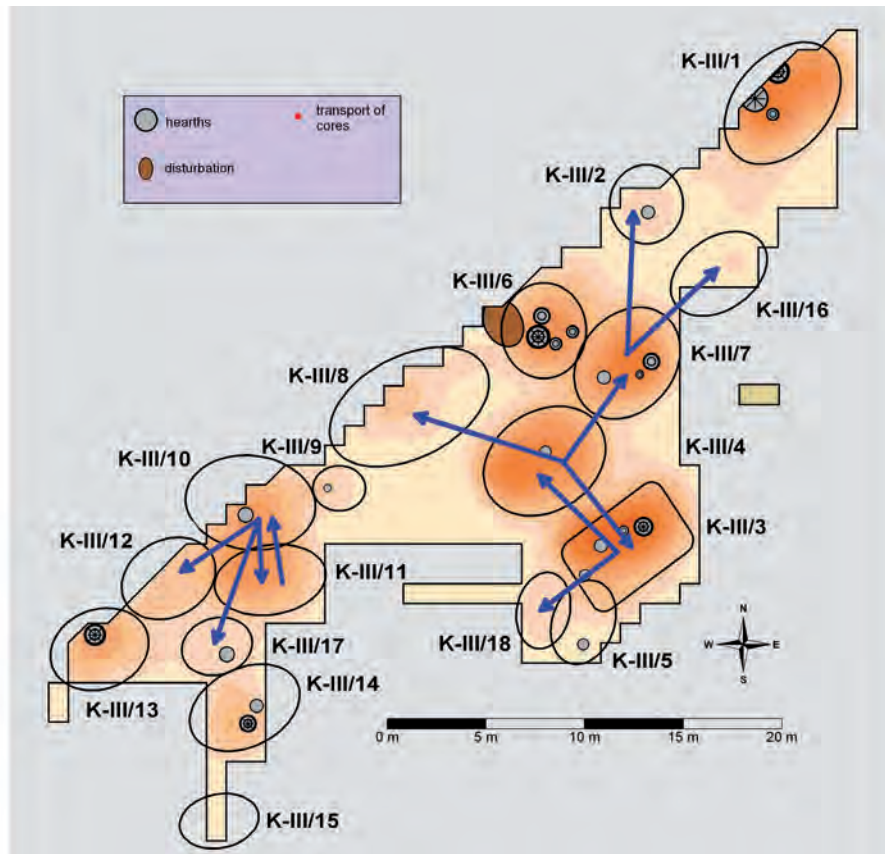 K-III/1
hearths
transport of
cores
disturbation
K-III/2
K-III/6
K-III/16
K-III/7
K-III/8
K-III/9
K-III/4
K-III/10
K-III/3
K-III/12
K-III/11
N
W E
S
K-III/17
K-III/18
K-III/5
K-III/14
K-III/13
0 m 5 m 10 m 15 m 20 m
K-III/15